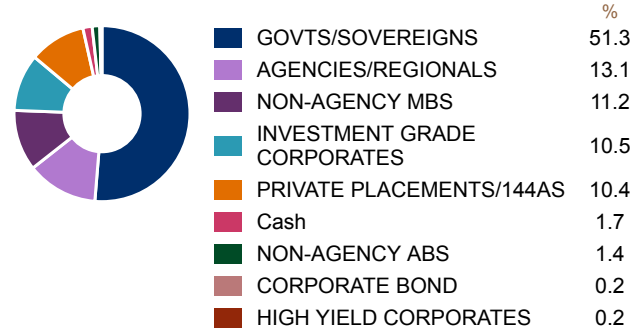 %
GOVTS/SOVEREIGNS 51.3
AGENCIES/REGIONALS 13.1
NON-AGENCY MBS 11.2
INVESTMENT GRADE
CORPORATES 10.5
PRIVATE PLACEMENTS/144AS 10.4
Cash 1.7
NON-AGENCY ABS 1.4
CORPORATE BOND 0.2
HIGH YIELD CORPORATES 0.2